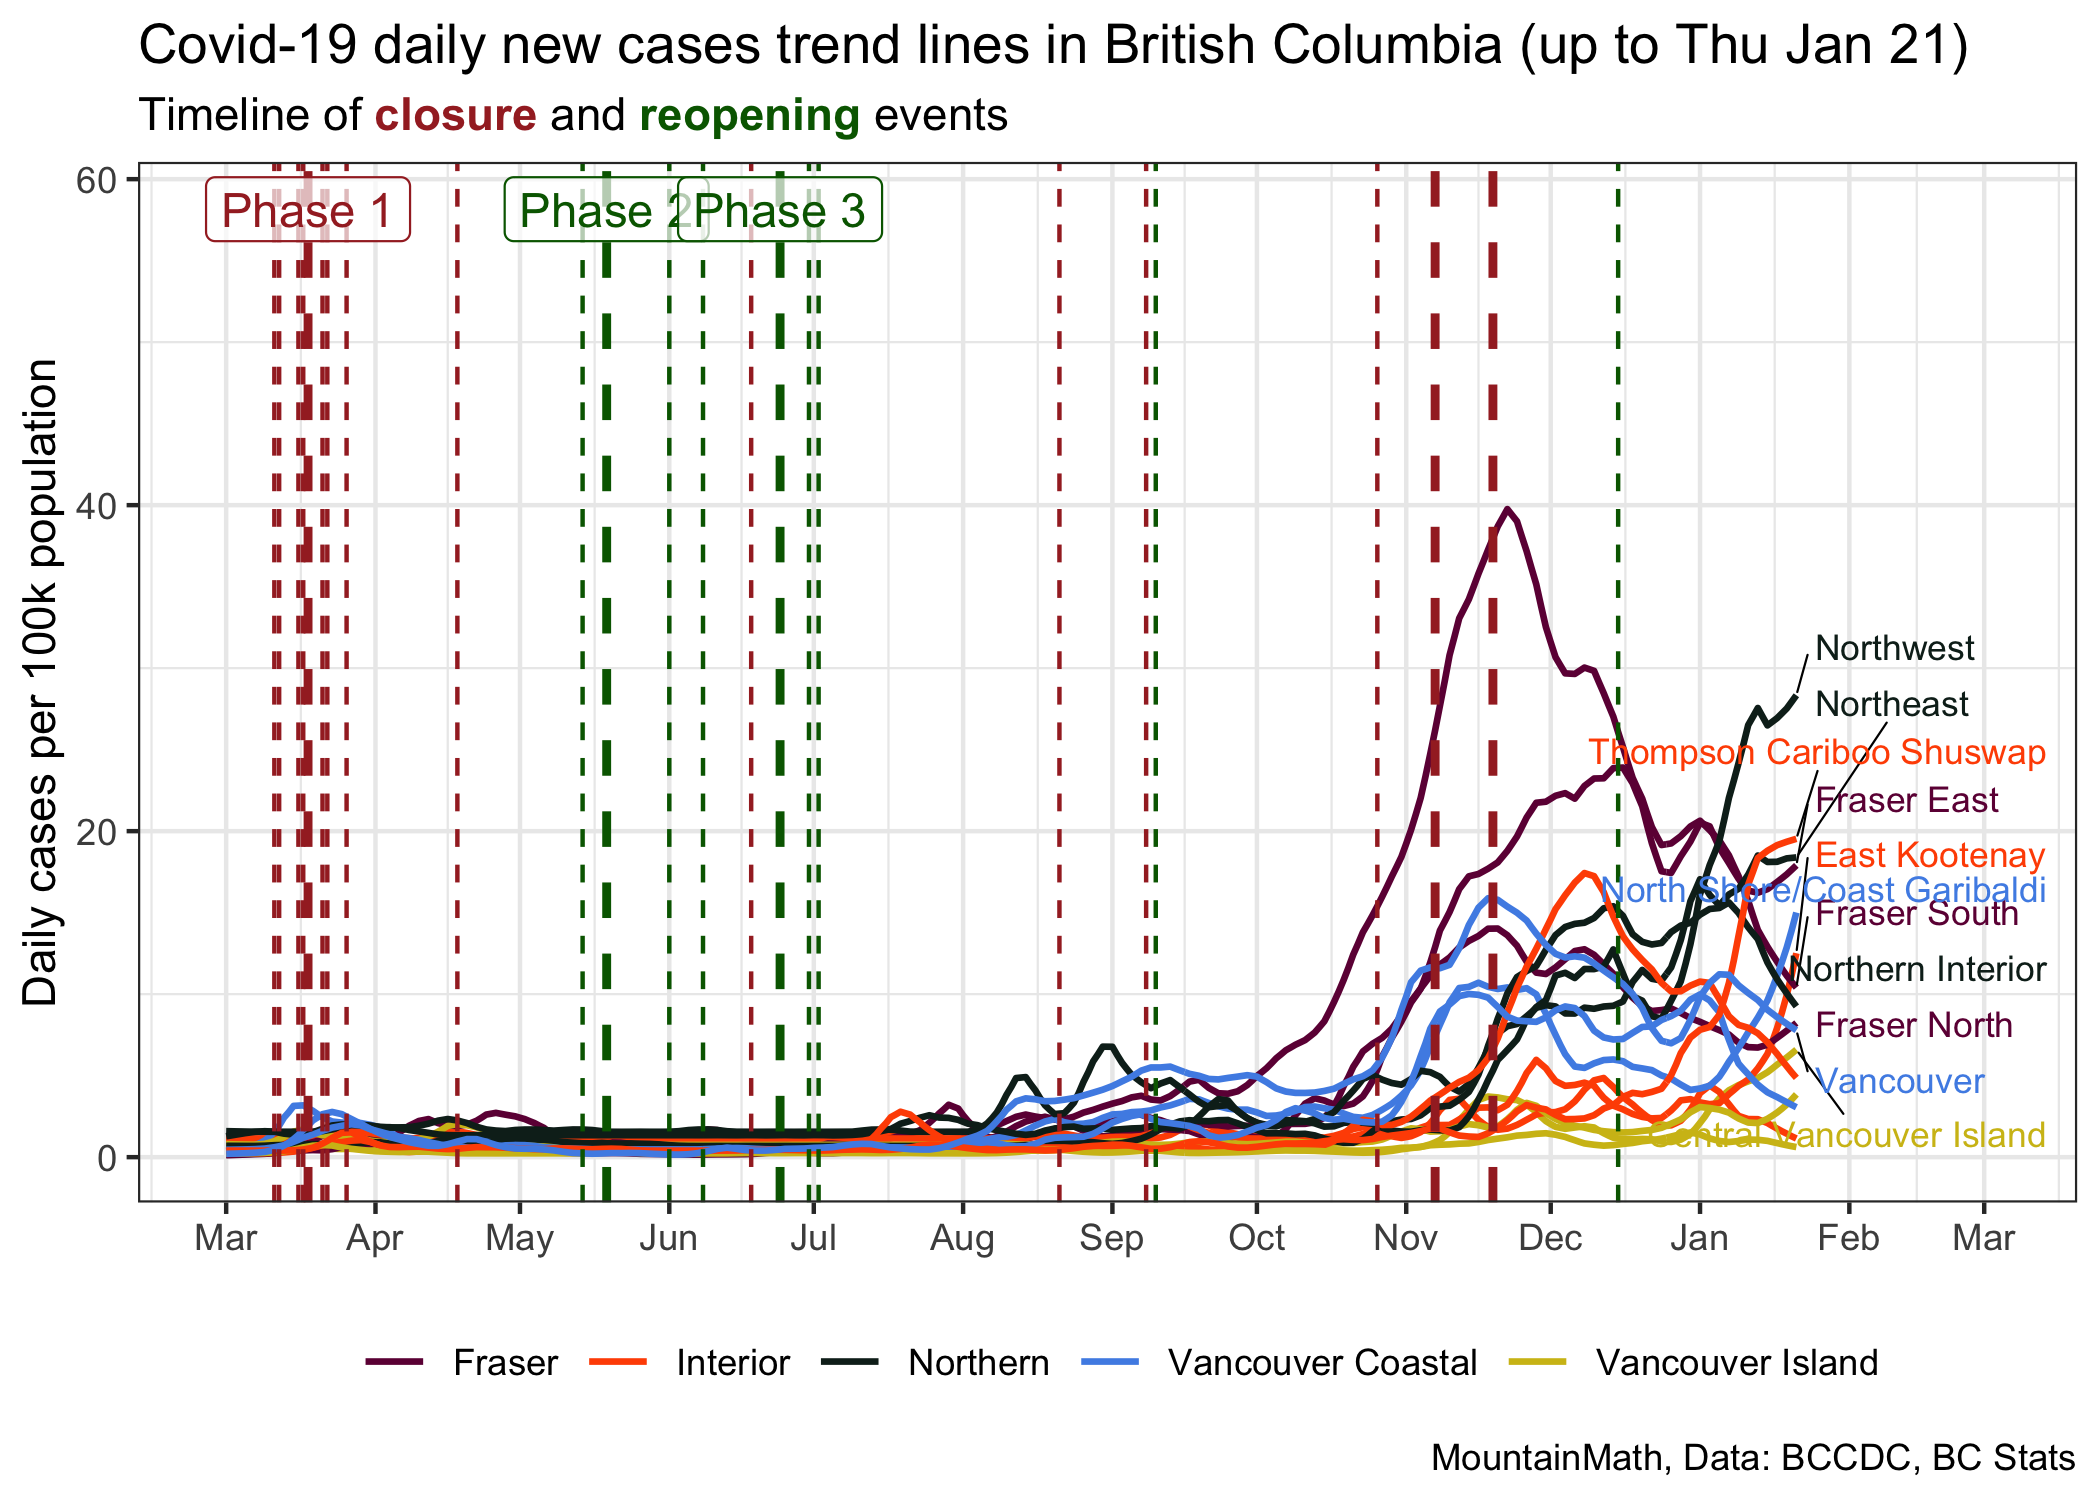 Covid-19 daily new cases trend lines in British Columbia (up to Thu Jan 21)
Timeline of closure and reopening events
Daily cases per 100k population
60
40
20
0
Phase 1
Phase 2
Phase 3
Northwest
Northeast
Thompson Cariboo Shuswap
Fraser East
East Kootenay
North Shore/Coast Garibaldi
Fraser South
Northern Interior
Fraser North
Vancouver
Central Vancouver Island
Mar Apr May Jun Jul Aug Sep Oct Nov Dec Jan Feb Mar
Fraser Interior Northern Vancouver Coastal Vancouver Island
MountainMath, Data: BCCDC, BC Stats